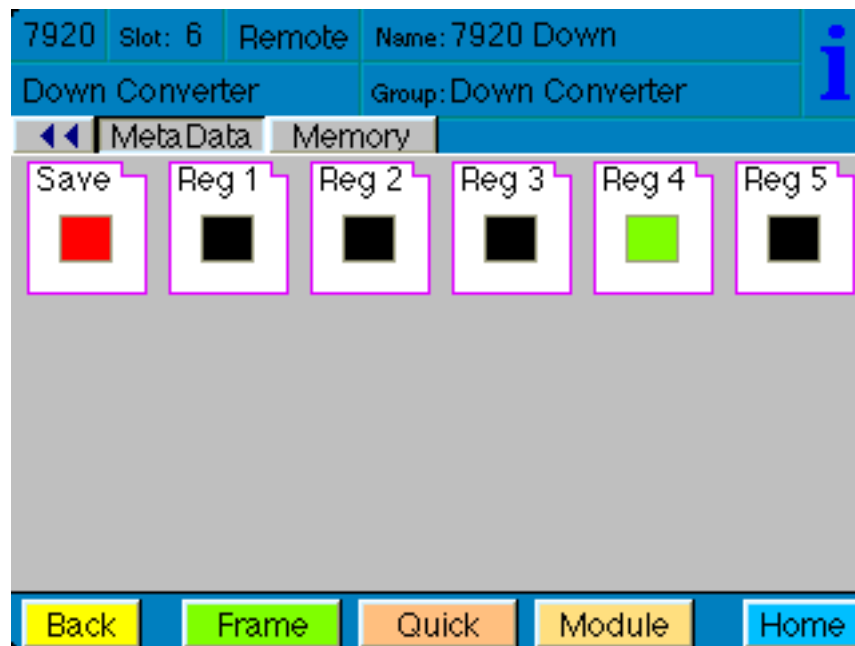 7920 Slot: 6 Remote Name: 7920 Down
Down Converter Group: Down Converter
MetaData Memory
Save Reg 1 Reg 2 Reg 3 Reg 4 Reg 5
Back Frame Quick Module Home